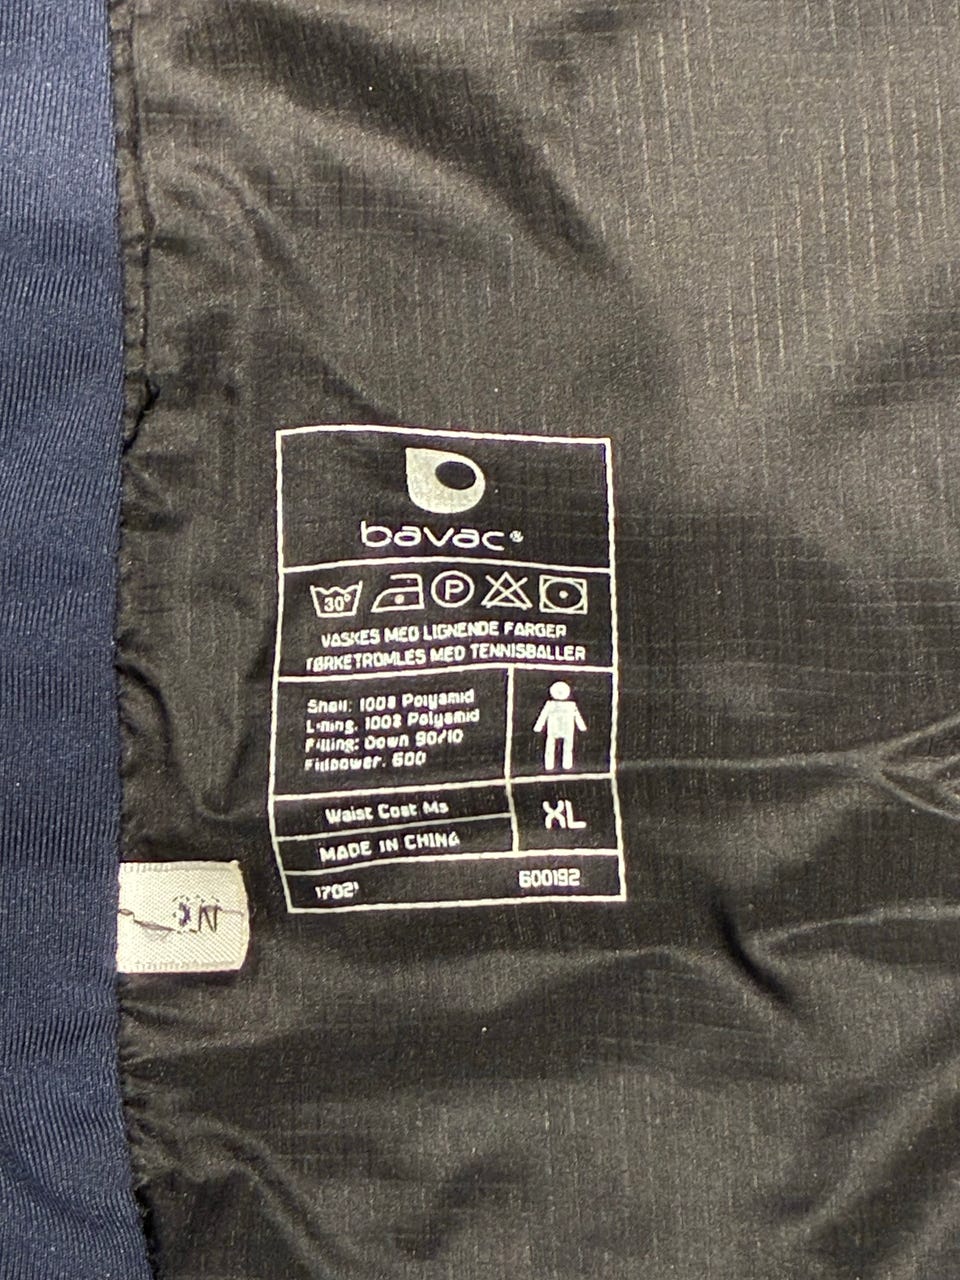 bavac®
30° P
VASKES MED LIGNENDE FARGER
TØRKETROMLES MED TENNISBALLER
Shell: 100% Polyamid
Lining: 100% Polyamid
Filling: Down 90/10
Fillpower: 600
Waist Coat Ms
XL
MADE IN CHINA
600192